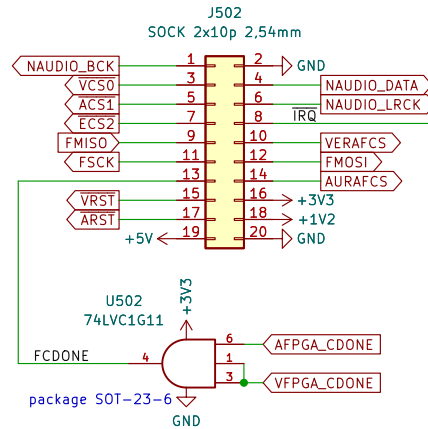 J502
SOCK 2x10p 2,54mm
NAUDIO_BCK 1 2 GND
VCS0 3 4 NAUDIO_DATA
ACS1 5 6 NAUDIO_LRCK
ECS2 7 8 IRQ
FMISO 9 10 VERAFCS
FSCK 11 12 FMOSI
13 14 AURAFCS
VRST 15 16 +3V3
ARST 17 18 +1V2
+5V 19 20 GND
U502
74LVC1G11
+3V3
6 AFPGA_CDONE
FCDONE 4 1
3 VFPGA_CDONE
package SOT-23-6
GND